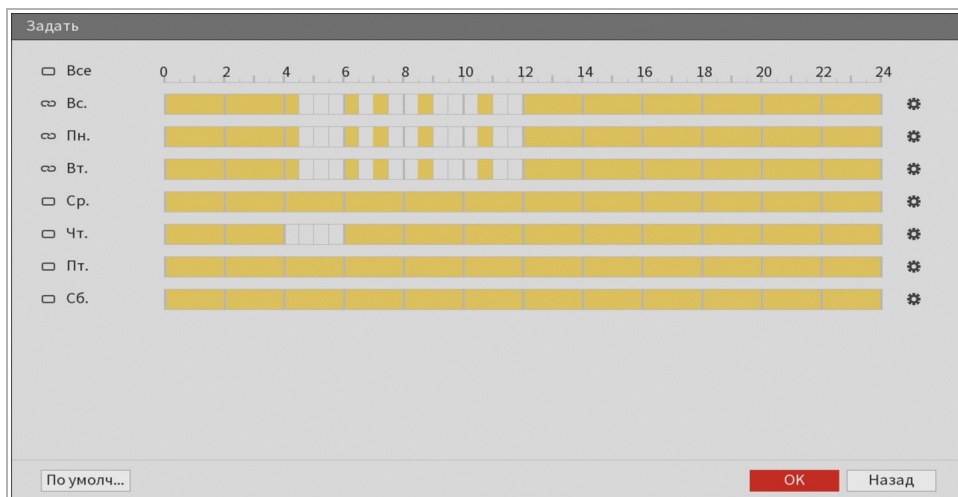 Задать
Все 0 2 4 6 8 10 12 14 16 18 20 22 24
Вс.
Пн.
Вт.
Ср.
Чт.
Пт.
Сб.
По умолч... OK Назад